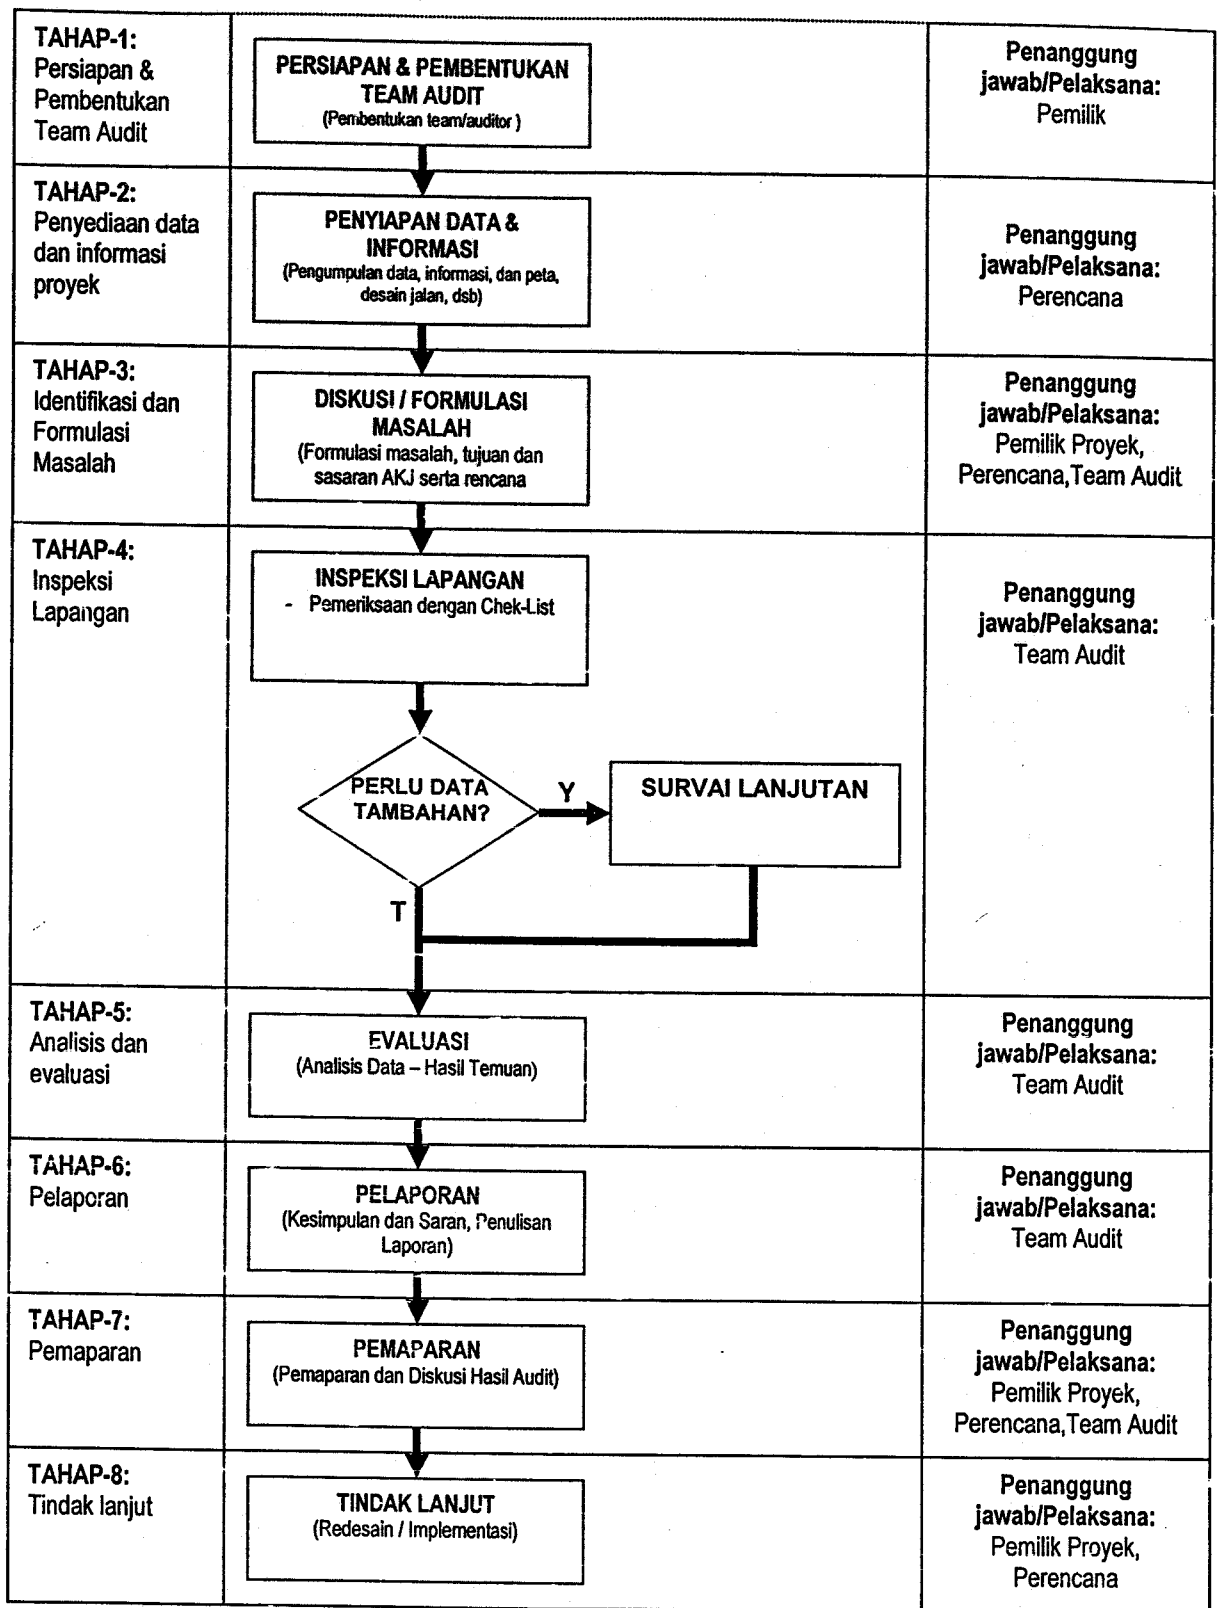 TAHAP-1:
Persiapan &
Pembentukan
Team Audit
PERSIAPAN & PEMBENTUKAN
TEAM AUDIT
(Pembentukan team/auditor )
Penanggung
jawab/Pelaksana:
Pemilik
TAHAP-2:
Penyediaan data
dan informasi
proyek
PENYIAPAN DATA &
INFORMASI
(Pengumpulan data, informasi, dan peta,
desain jalan, dsb)
Penanggung
jawab/Pelaksana:
Perencana
TAHAP-3:
Identifikasi dan
Formulasi
Masalah
DISKUSI / FORMULASI
MASALAH
(Formulasi masalah, tujuan dan
sasaran AKJ serta rencana
Penanggung
jawab/Pelaksana:
Pemilik Proyek,
Perencana,Team Audit
TAHAP-4:
Inspeksi
Lapangan
INSPEKSI LAPANGAN
- Pemeriksaan dengan Chek-List
PERLU DATA
TAMBAHAN?
Y
SURVAI LANJUTAN
T
Penanggung
jawab/Pelaksana:
Team Audit
TAHAP-5:
Analisis dan
evaluasi
EVALUASI
(Analisis Data – Hasil Temuan)
Penanggung
jawab/Pelaksana:
Team Audit
TAHAP-6:
Pelaporan
PELAPORAN
(Kesimpulan dan Saran, Penulisan
Laporan)
Penanggung
jawab/Pelaksana:
Team Audit
TAHAP-7:
Pemaparan
PEMAPARAN
(Pemaparan dan Diskusi Hasil Audit)
Penanggung
jawab/Pelaksana:
Pemilik Proyek,
Perencana,Team Audit
TAHAP-8:
Tindak lanjut
TINDAK LANJUT
(Redesain / Implementasi)
Penanggung
jawab/Pelaksana:
Pemilik Proyek,
Perencana